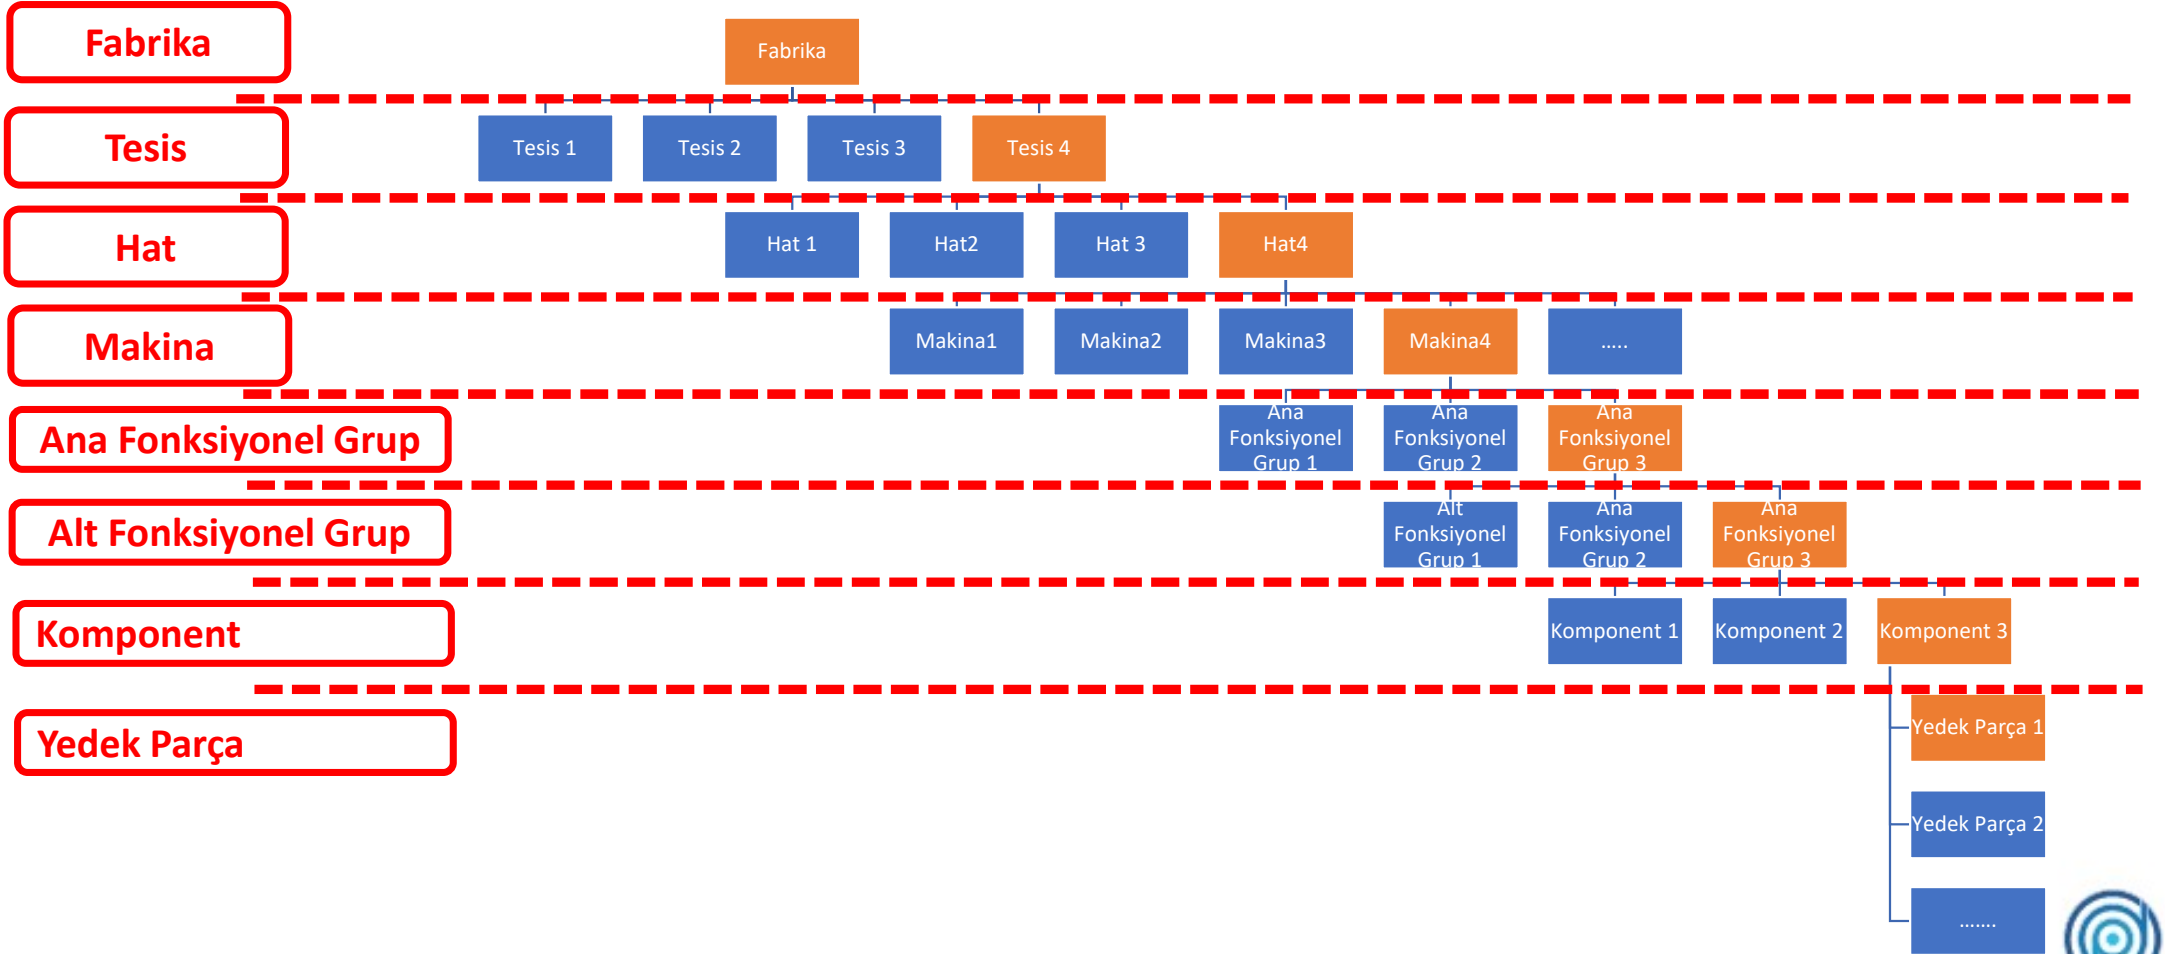 Fabrika
Fabrika
Tesis
Tesis 1
Tesis 2
Tesis 3
Tesis 4
Hat
Hat 1
Hat2
Hat 3
Hat4
Makina
Makina1
Makina2
Makina3
Makina4
.....
Ana Fonksiyonel Grup
Ana
Fonksiyonel
Grup 1
Ana
Fonksiyonel
Grup 2
Ana
Fonksiyonel
Grup 3
Alt Fonksiyonel Grup
Alt
Fonksiyonel
Grup 1
Ana
Fonksiyonel
Grup 2
Ana
Fonksiyonel
Grup 3
Komponent
Komponent 1
Komponent 2
Komponent 3
Yedek Parça
Yedek Parça 1
Yedek Parça 2
.......